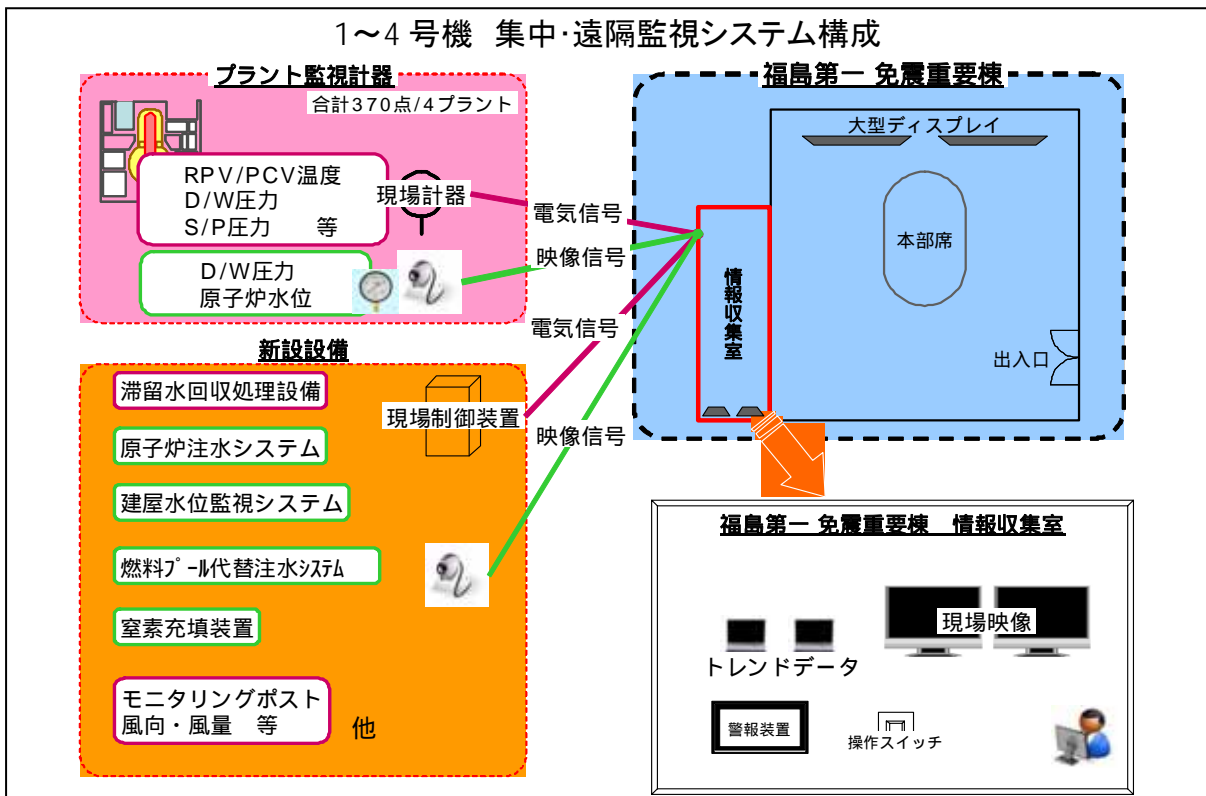 1～4号機 集中･遠隔監視システム構成
プラント監視計器
合計370点/4プラント
RPV/PCV温度
D/W圧力
S/P圧力 等
現場計器
D/W圧力
原子炉水位
電気信号
映像信号
電気信号
映像信号
新設設備
滞留水回収処理設備
現場制御装置
原子炉注水システム
建屋水位監視システム
燃料ﾌﾟｰﾙ代替注水ｼｽﾃﾑ
窒素充填装置
モニタリングポスト
風向・風量 等
他
福島第一 免震重要棟
大型ディスプレイ
本部席
情報収集室
出入口
福島第一 免震重要棟 情報収集室
現場映像
トレンドデータ
警報装置
操作スイッチ